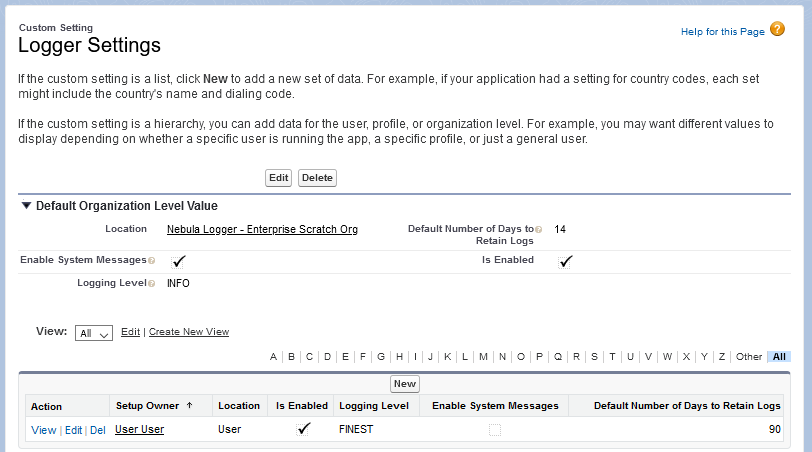 Custom Setting
Logger Settings
Help for this Page ?
If the custom setting is a list, click New to add a new set of data. For example, if your application had a setting for country codes, each set
might include the country's name and dialing code.
If the custom setting is a hierarchy, you can add data for the user, profile, or organization level. For example, you may want different values to
display depending on whether a specific user is running the app, a specific profile, or just a general user.
Edit Delete
Default Organization Level Value
Location Nebula Logger - Enterprise Scratch Org Default Number of Days to ? 14
Retain Logs
Enable System Messages ? Is Enabled
Logging Level ? INFO
View: All Edit | Create New View
A | B | C | D | E | F | G | H | I | J | K | L | M | N | O | P | Q | R | S | T | U | V | W | X | Y | Z | Other | All
New
Action Setup Owner ↑ Location Is Enabled Logging Level Enable System Messages Default Number of Days to Retain Logs
View | Edit | Del User User User FINEST 90